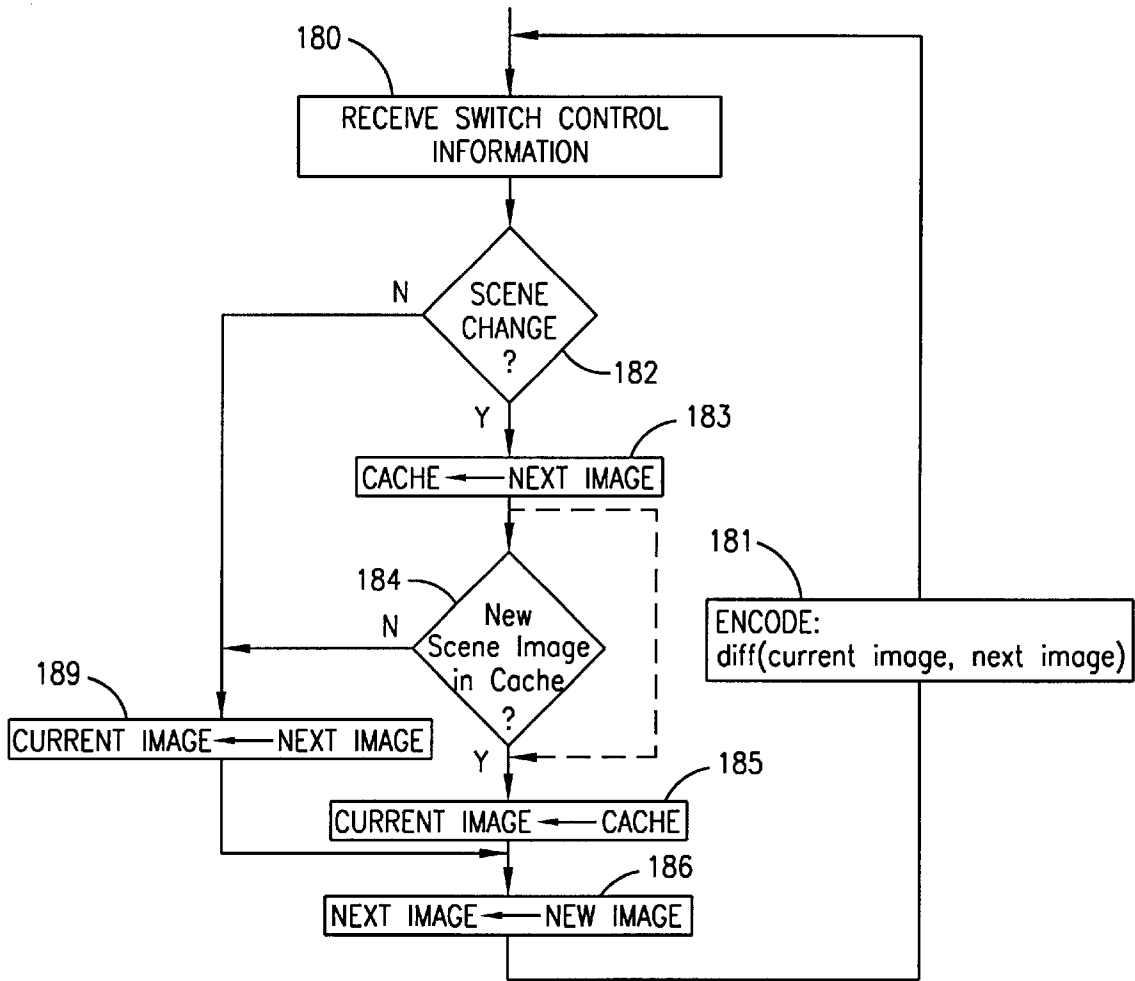 180
RECEIVE SWITCH CONTROL
INFORMATION
N
SCENE
CHANGE
?
182
Y
183
CACHE ← NEXT IMAGE
181
184
N
New
Scene Image
in Cache
?
ENCODE:
diff(current image, next image)
189
CURRENT IMAGE ← NEXT IMAGE
Y
185
CURRENT IMAGE ← CACHE
186
NEXT IMAGE ← NEW IMAGE